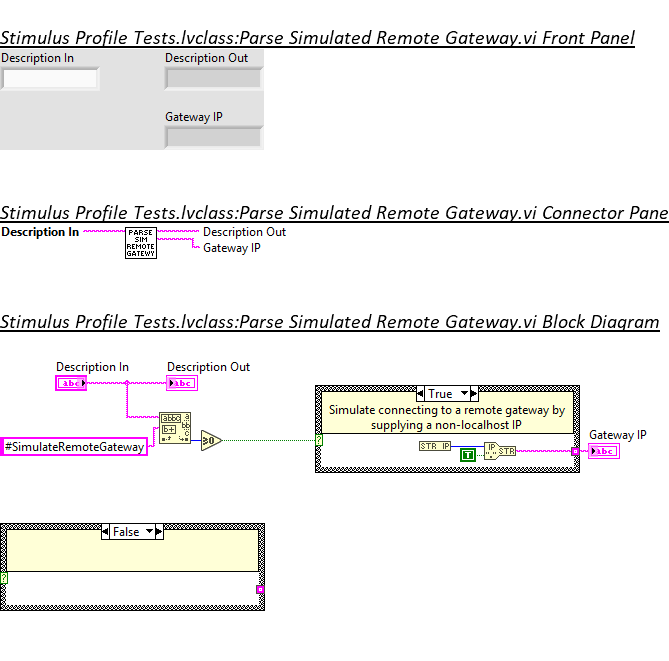 Stimulus Profile Tests.lvclass:Parse Simulated Remote Gateway.vi Front Panel
Description In
Description Out
Gateway IP
Stimulus Profile Tests.lvclass:Parse Simulated Remote Gateway.vi Connector Pane
Description In
PARSE
SIM
REMOTE
GATEWY
Description Out
Gateway IP
Stimulus Profile Tests.lvclass:Parse Simulated Remote Gateway.vi Block Diagram
Description In
Description Out
abc
abc
#SimulateRemoteGateway
abbc
b+
a
bb
c
≥0
?
True
Simulate connecting to a remote gateway by
supplying a non-localhost IP
STR IP
T
IP
STR
Gateway IP
abc
False
?